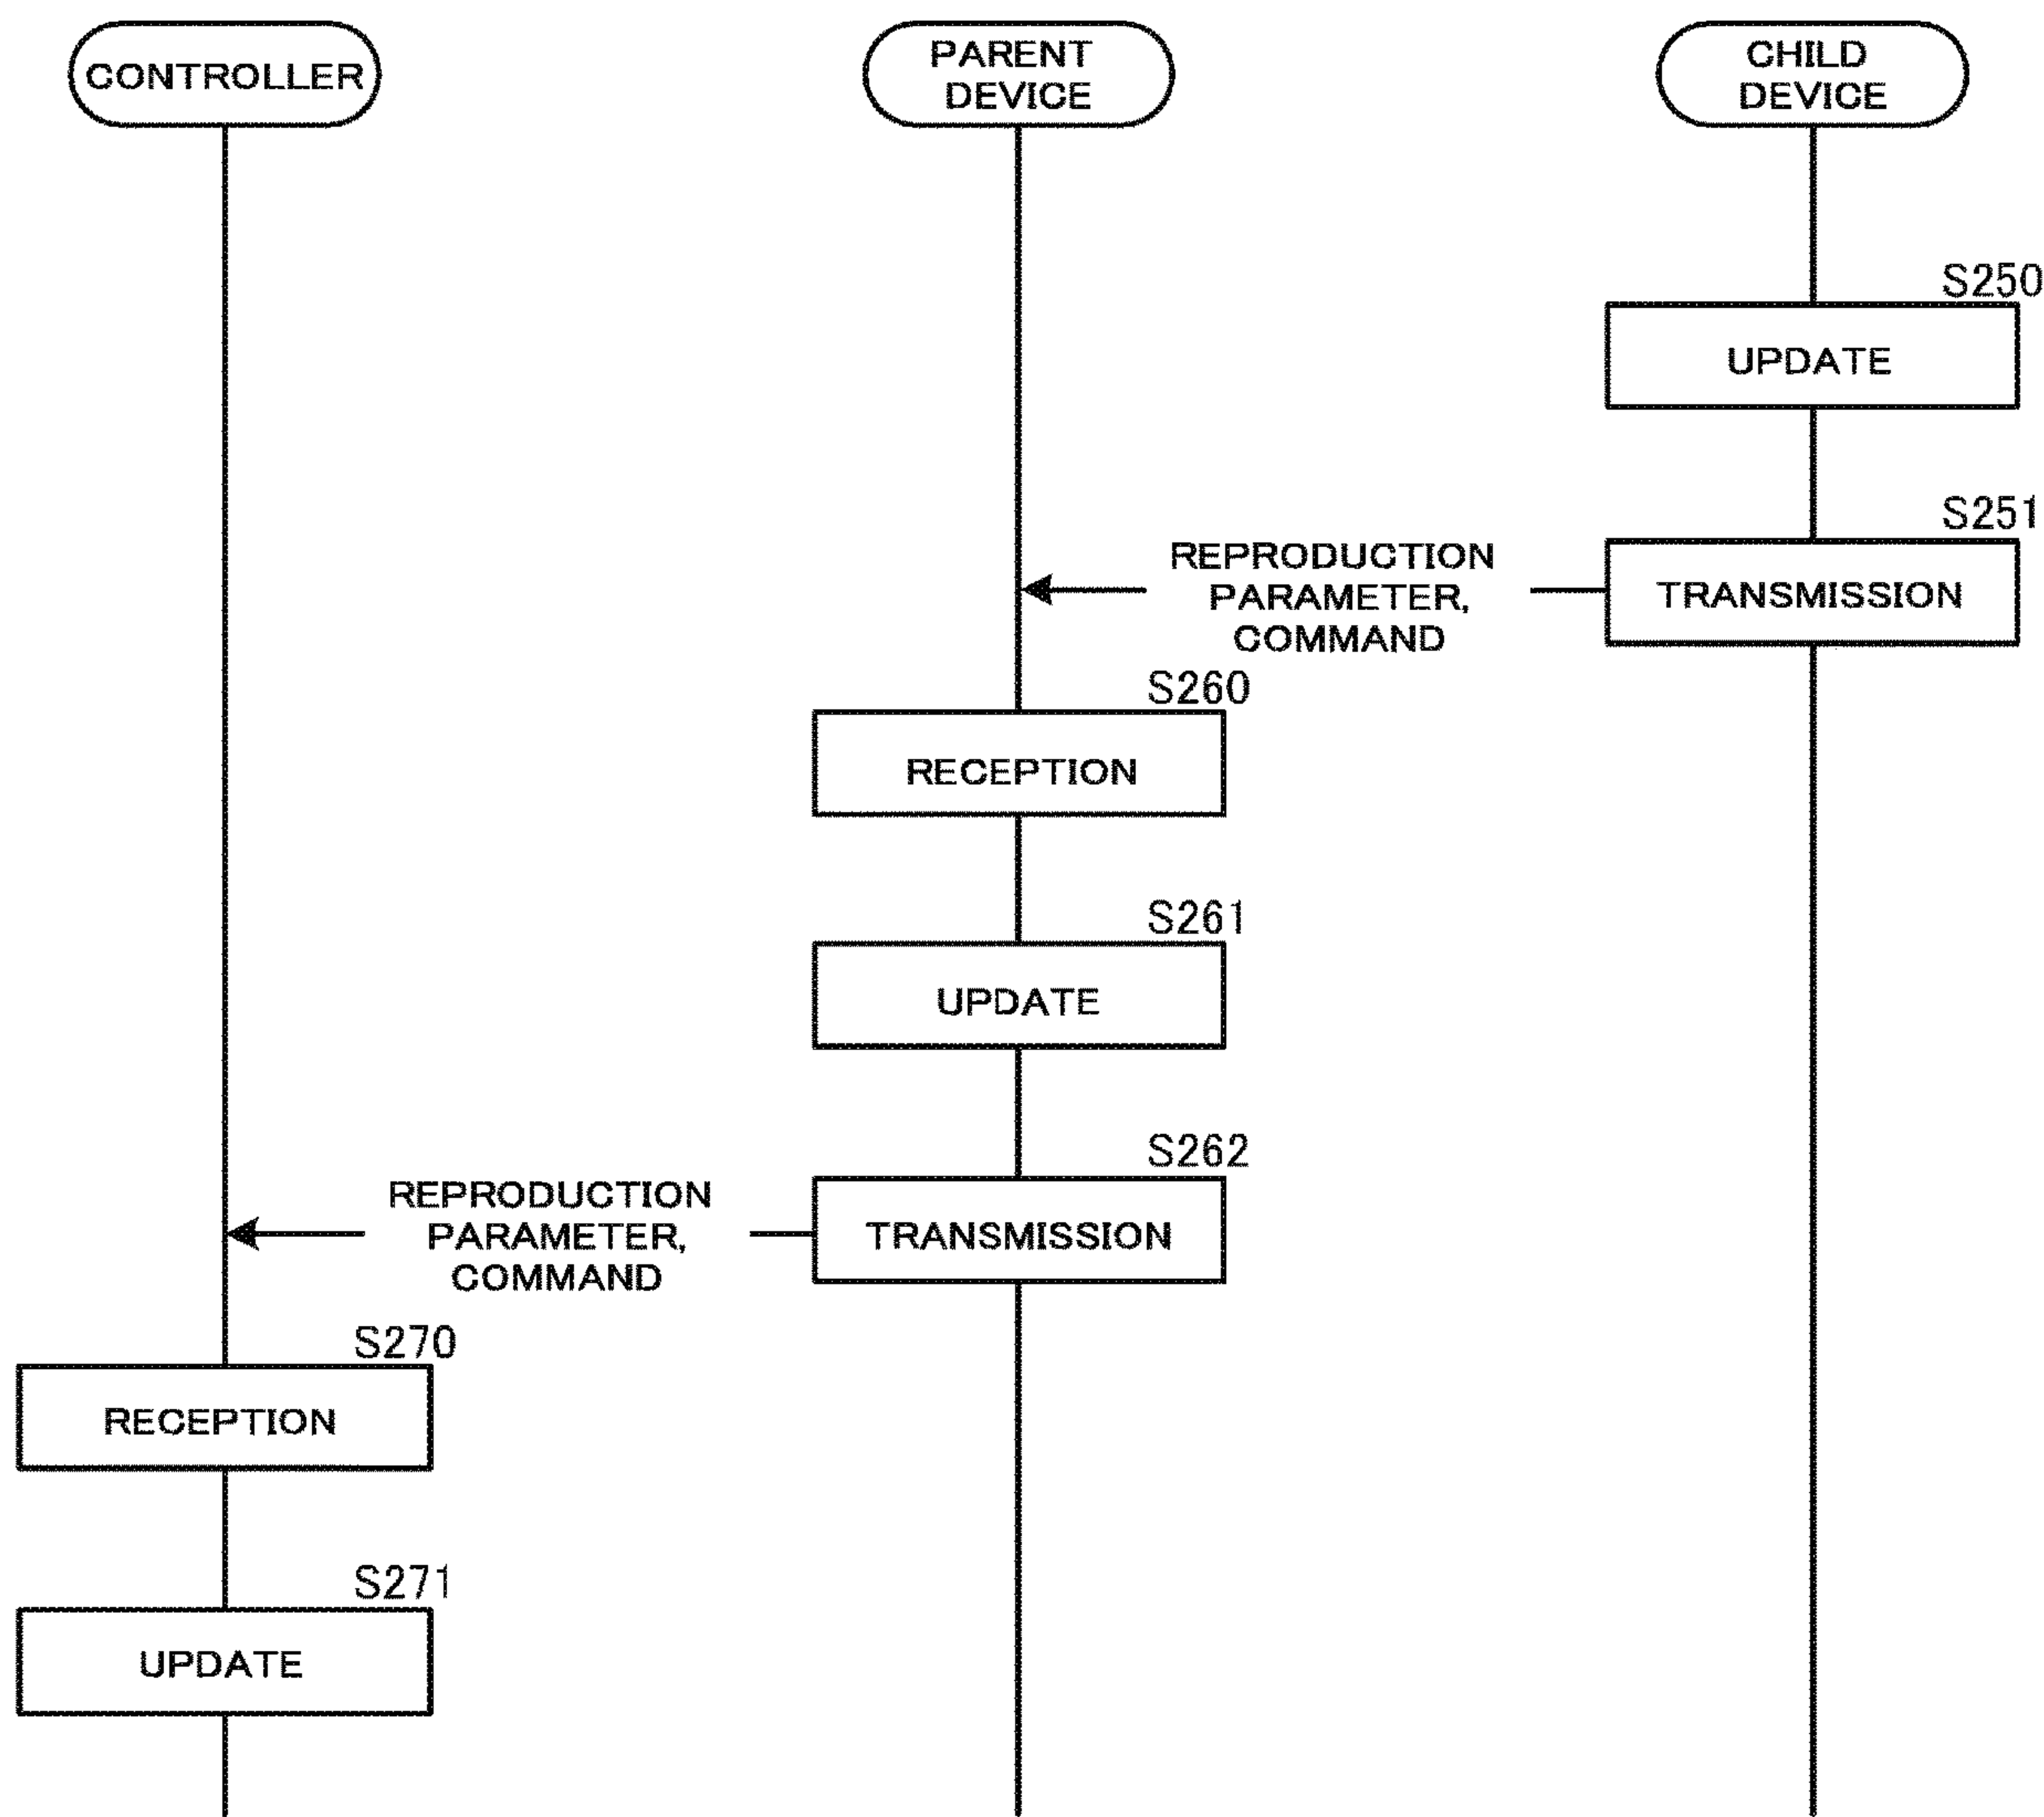 CONTROLLER
PARENT
DEVICE
CHILD
DEVICE
S250
UPDATE
S251
TRANSMISSION
REPRODUCTION
PARAMETER,
COMMAND
S260
RECEPTION
S261
UPDATE
S262
TRANSMISSION
REPRODUCTION
PARAMETER,
COMMAND
S270
RECEPTION
S271
UPDATE